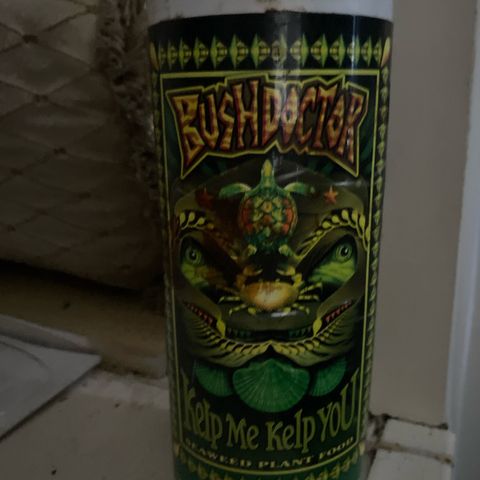 BUSHDOCTOR
Kelp Me Kelp YOU!
SEAWEED PLANT FOOD